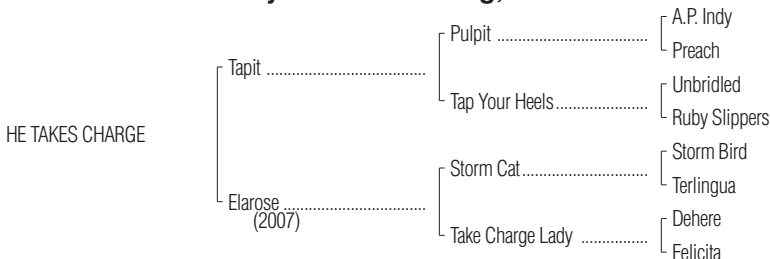 A.P. Indy
Pulpit ......................................
Preach
Tapit ........................................
Unbridled
Tap Your Heels.......................
Ruby Slippers
HE TAKES CHARGE
Storm Bird
Storm Cat................................
Terlingua
Elarose ....................................
(2007)
Dehere
Take Charge Lady .................
Felicita